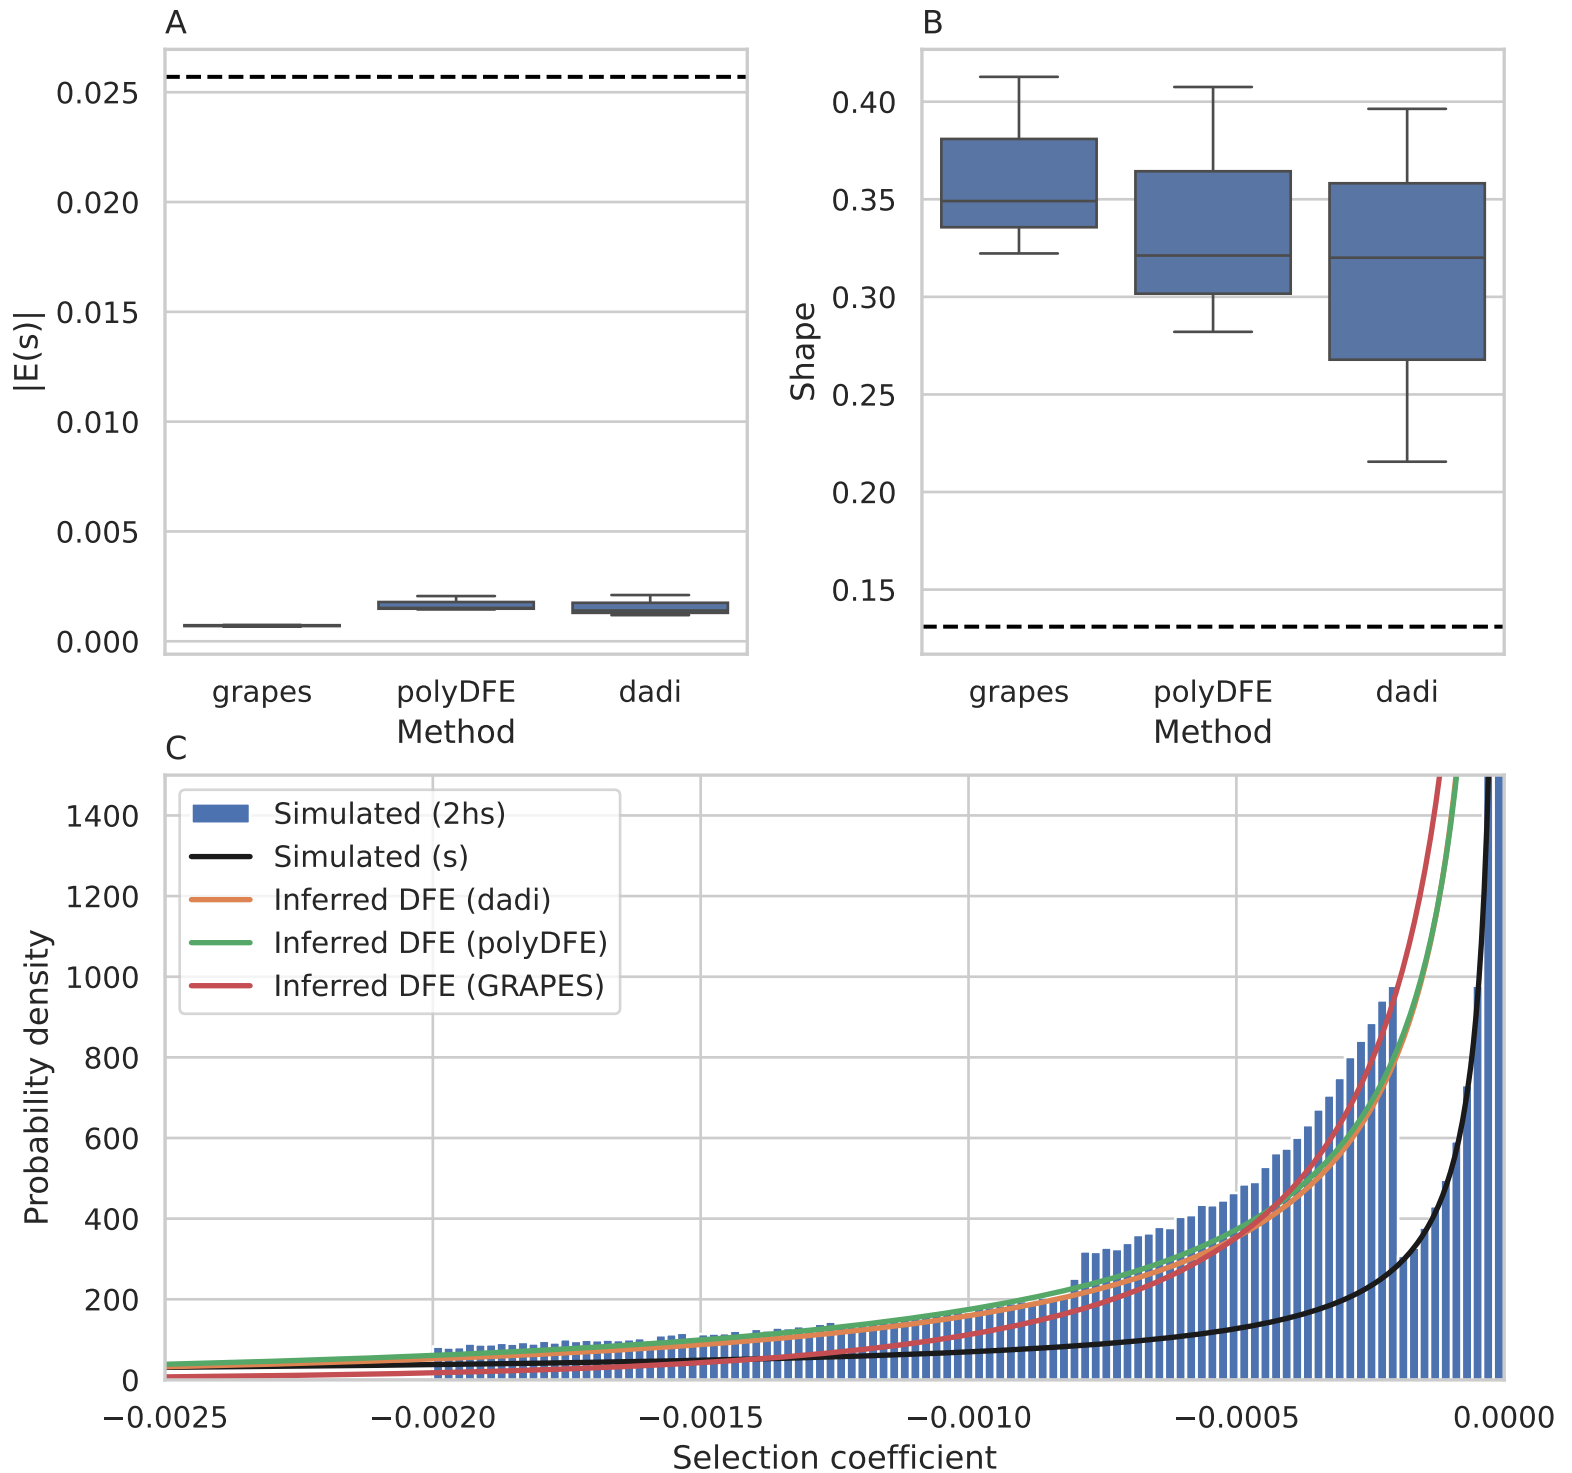 A
0.025
0.020
0.015
0.010
0.005
0.000
|E(s)|
grapes polyDFE dadi
Method
B
0.40
0.35
0.30
0.25
0.20
0.15
Shape
grapes polyDFE dadi
Method
C
1400
1200
1000
800
600
400
200
0
Probability density
Simulated (2hs)
Simulated (s)
Inferred DFE (dadi)
Inferred DFE (polyDFE)
Inferred DFE (GRAPES)
−0.0025 −0.0020 −0.0015 −0.0010 −0.0005 0.0000
Selection coefficient